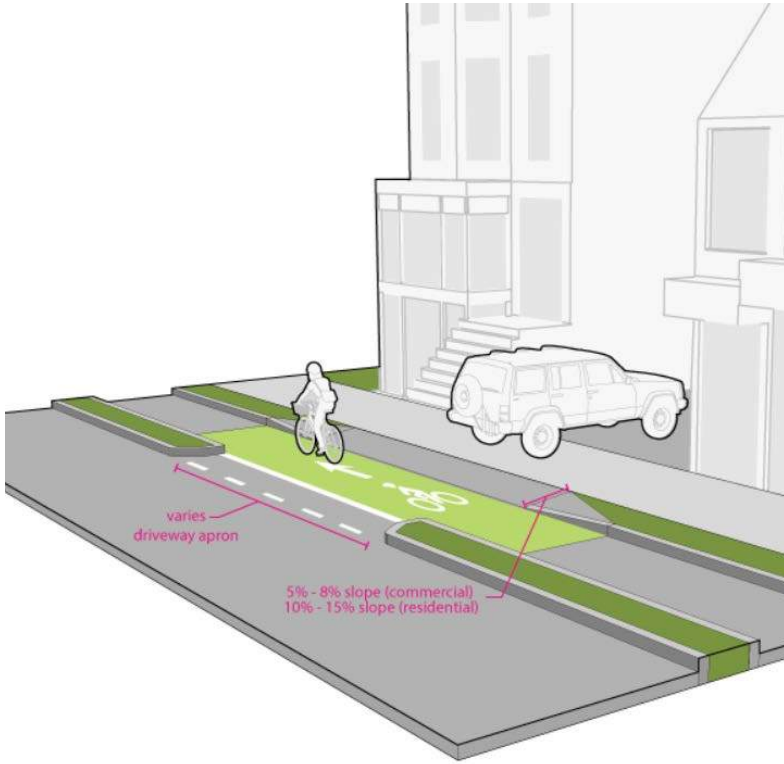 varies
driveway apron
5% - 8% slope (commercial)
10% - 15% slope (residential)